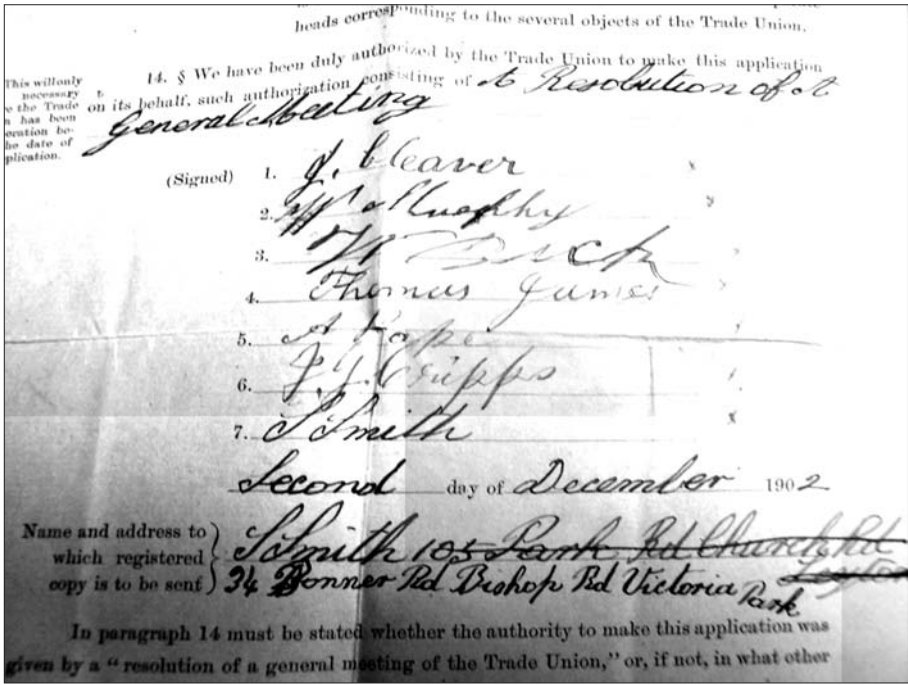 heads corresponding to the several objects of the Trade Union.
14. § We have been duly authorized by the Trade Union to make this application
on its behalf, such authorization consisting of A Resolution of A
General Meeting
This will only
necessary
the Trade
has been
eration be-
he date of
plication.
(Signed) 1. J. Cleaver
2. W Murphy
3. W
4. Thomas James
5. A
6. J. J. Cripps
7. S Smith
Second day of December 1902
Name and address to
which registered
copy is to be sent
S Smith 105 Park Rd Church Rd
Leyton
34 Bonner Rd Bishop Rd Victoria Park
In paragraph 14 must be stated whether the authority to make this application was
given by a "resolution of a general meeting of the Trade Union," or, if not, in what other